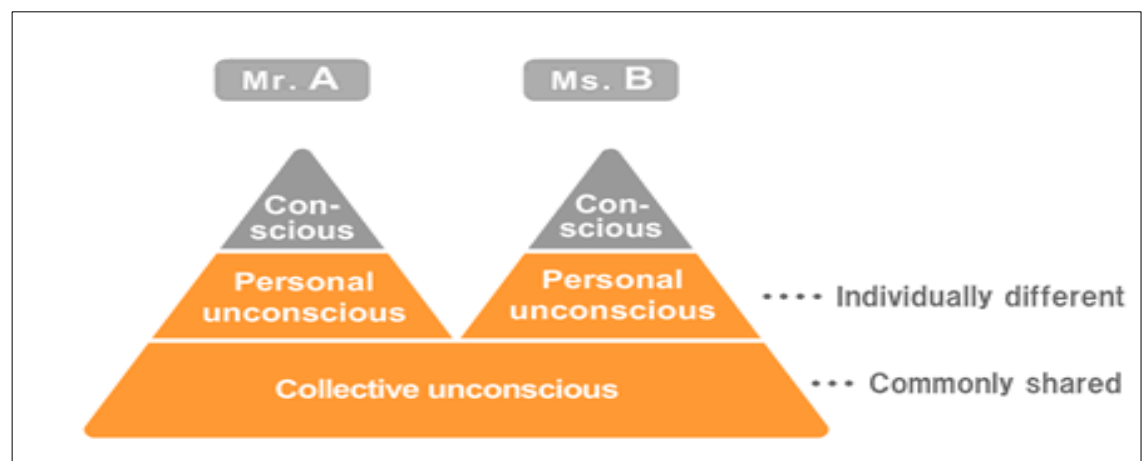 Mr. A
Ms. B
Con-
scious
Con-
scious
Personal
unconscious
Personal
unconscious
···· Individually different
Collective unconscious
··· Commonly shared